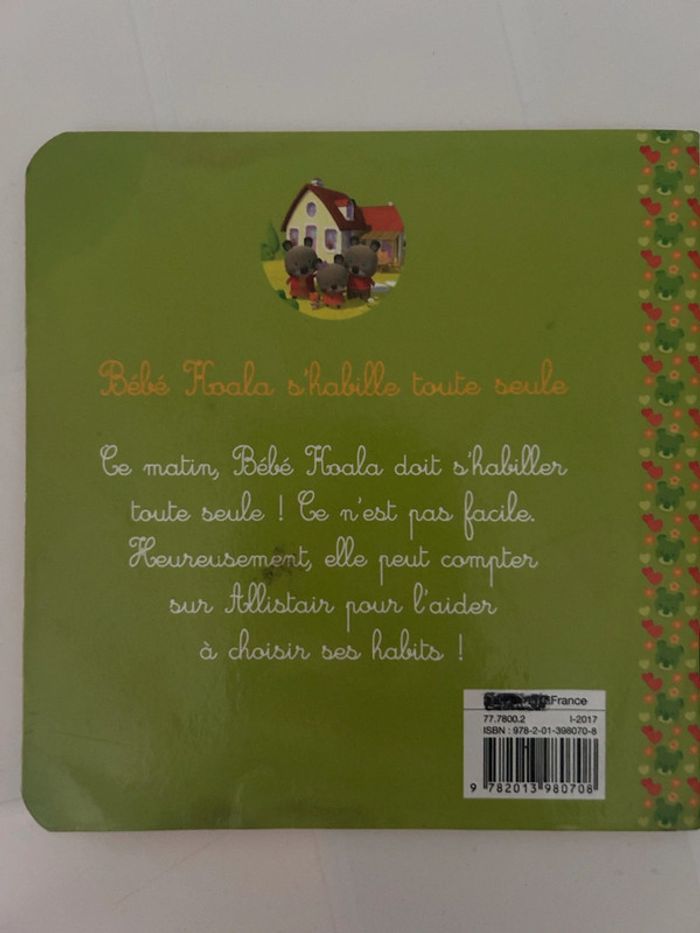 Bébé Koala s'habille toute seule
Ce matin, Bébé Koala doit s'habiller
toute seule ! Ce n'est pas facile.
Heureusement, elle peut compter
sur Allistair pour l'aider
à choisir ses habits !
France
77.7800.2 I-2017
ISBN : 978-2-01-398070-8
9 782013 980708